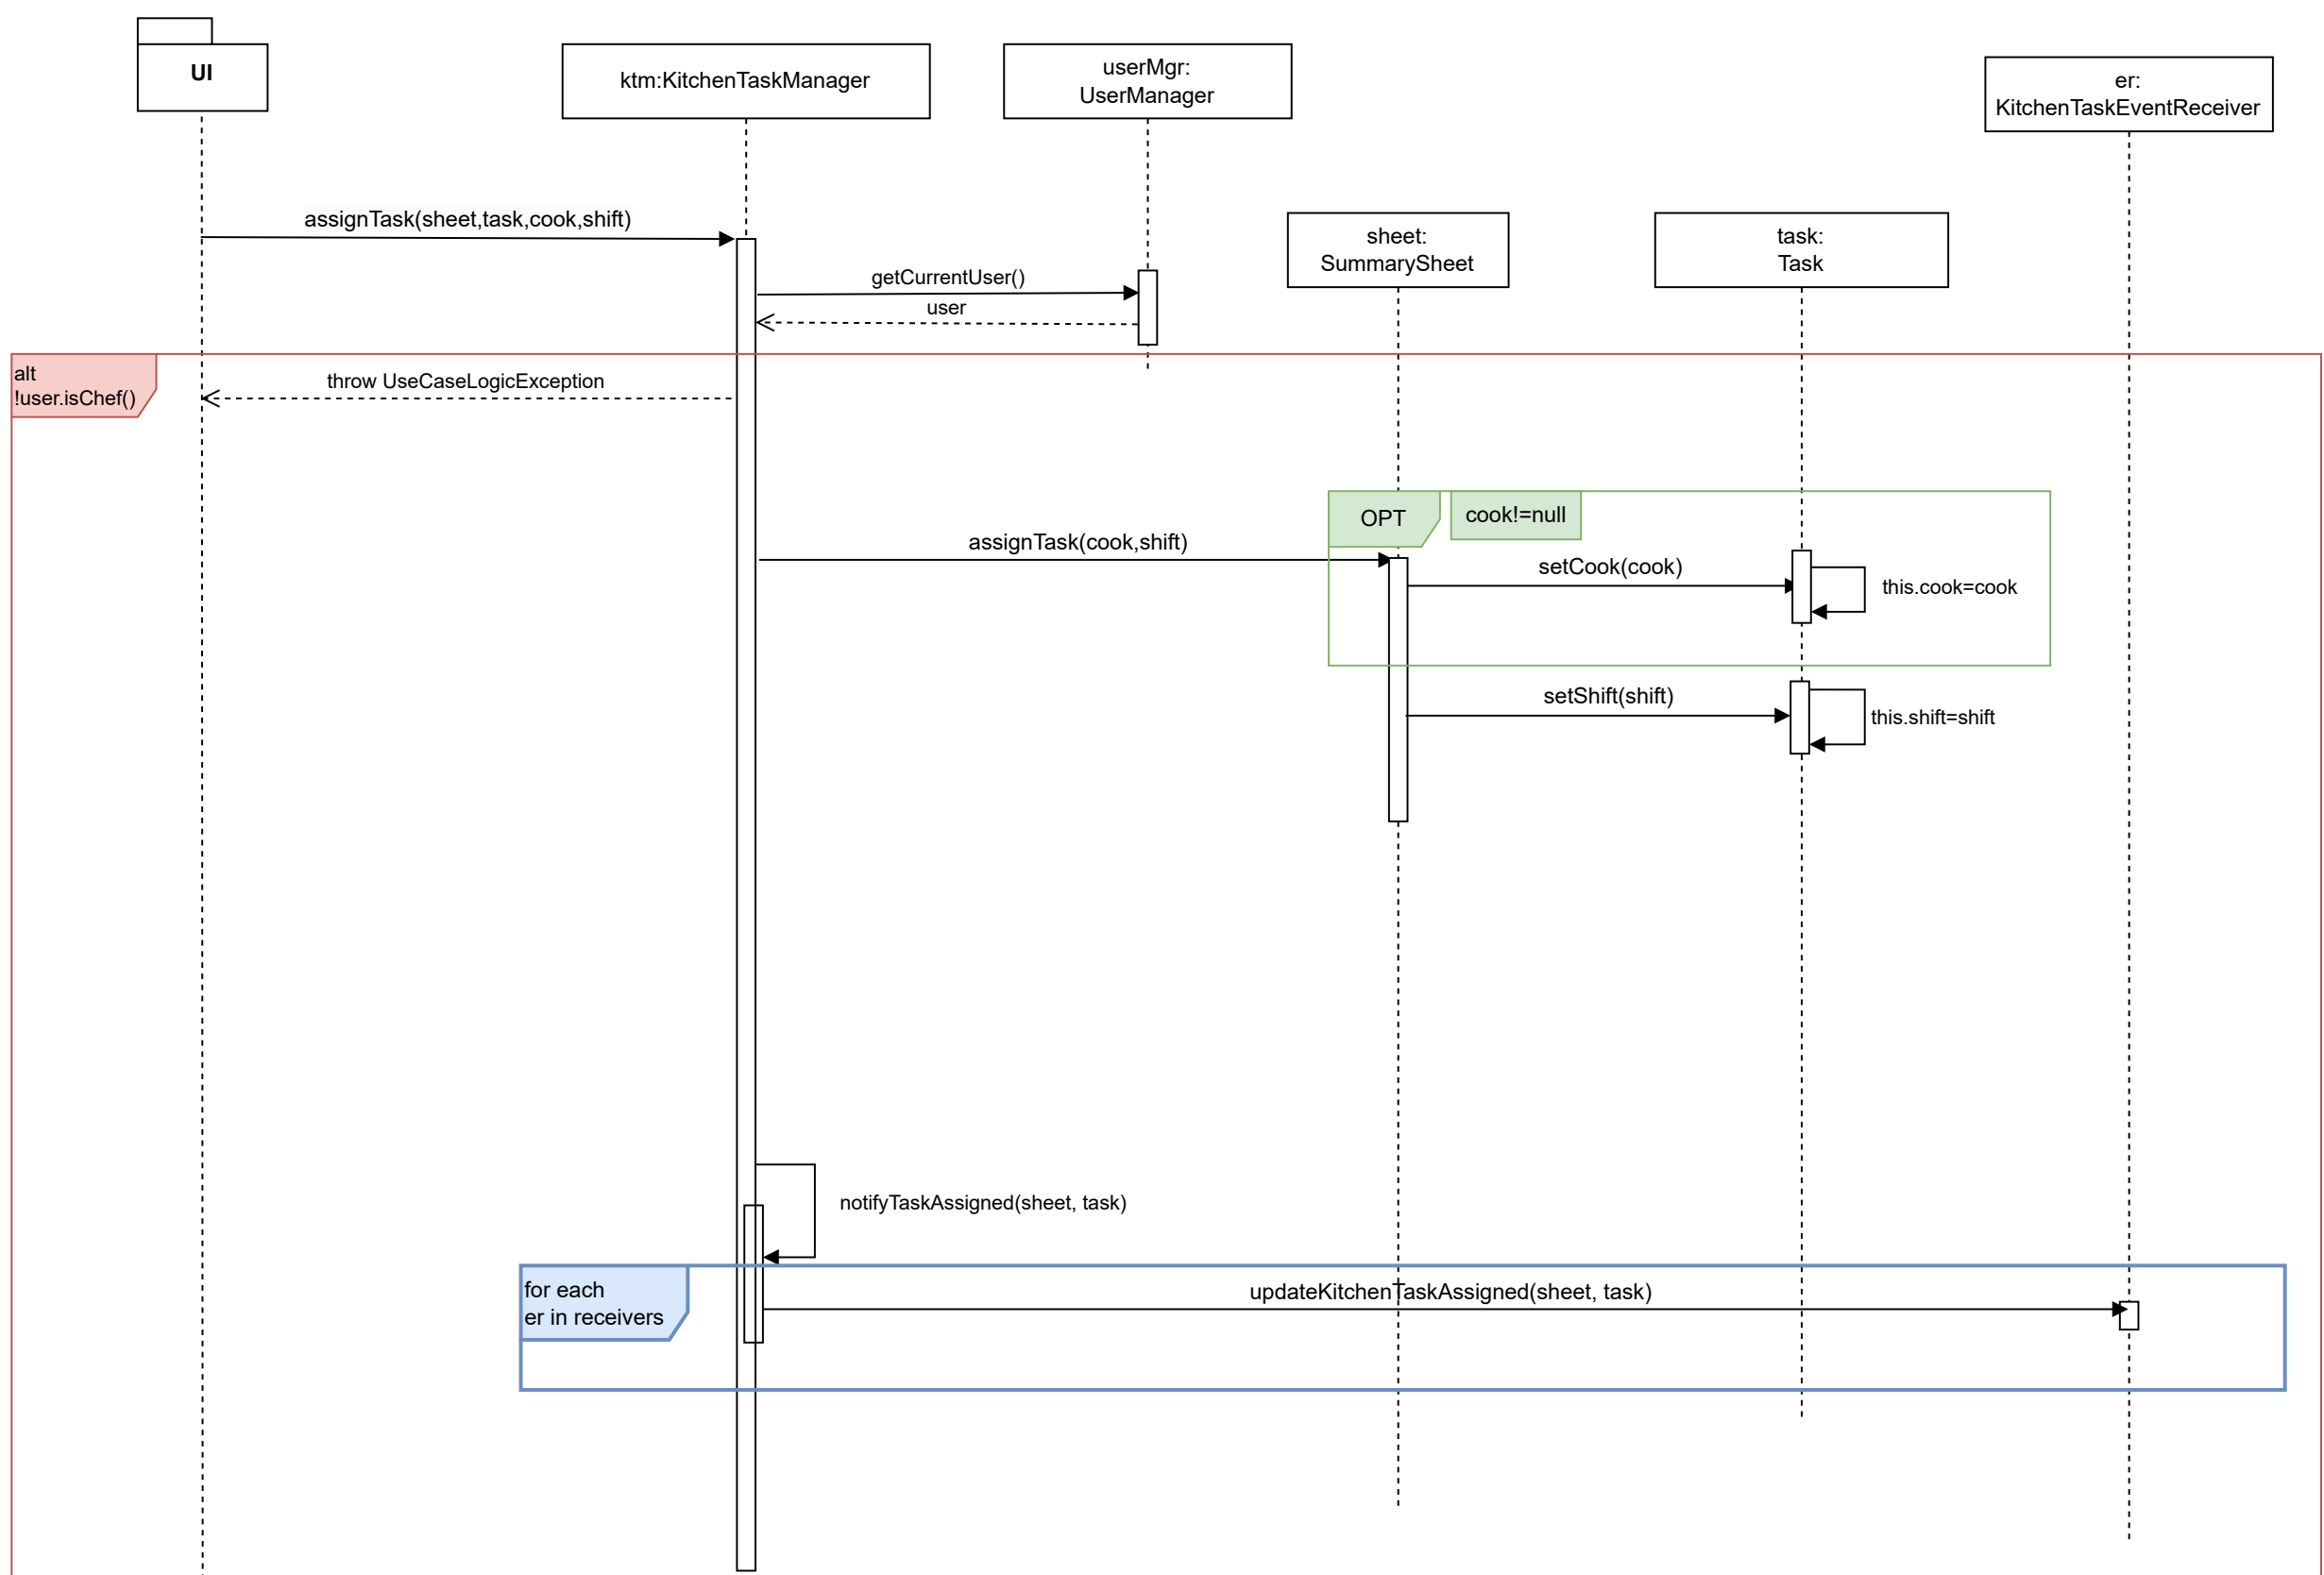 UI
ktm:KitchenTaskManager
userMgr:
UserManager
er:
KitchenTaskEventReceiver
assignTask(sheet,task,cook,shift)
sheet:
SummarySheet
task:
Task
getCurrentUser()
user
alt
!user.isChef()
throw UseCaseLogicException
OPT
cook!=null
assignTask(cook,shift)
setCook(cook)
this.cook=cook
setShift(shift)
this.shift=shift
notifyTaskAssigned(sheet, task)
for each
er in receivers
updateKitchenTaskAssigned(sheet, task)